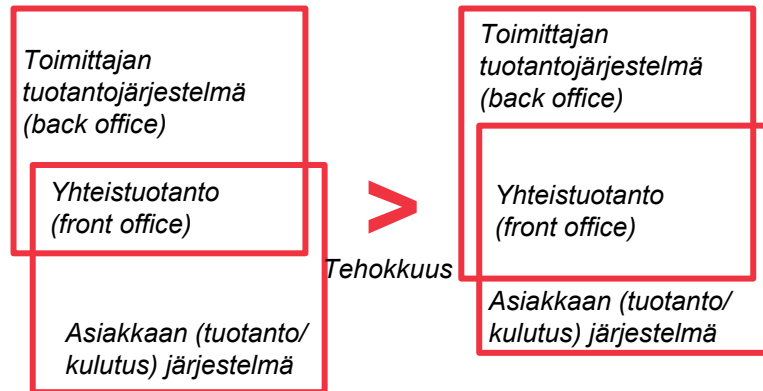 Toimittajan
tuotantojärjestelmä
(back office)
Yhteistuotanto
(front office)
Asiakkaan (tuotanto/
kulutus) järjestelmä
>
Tehokkuus
Toimittajan
tuotantojärjestelmä
(back office)
Yhteistuotanto
(front office)
Asiakkaan (tuotanto/
kulutus) järjestelmä